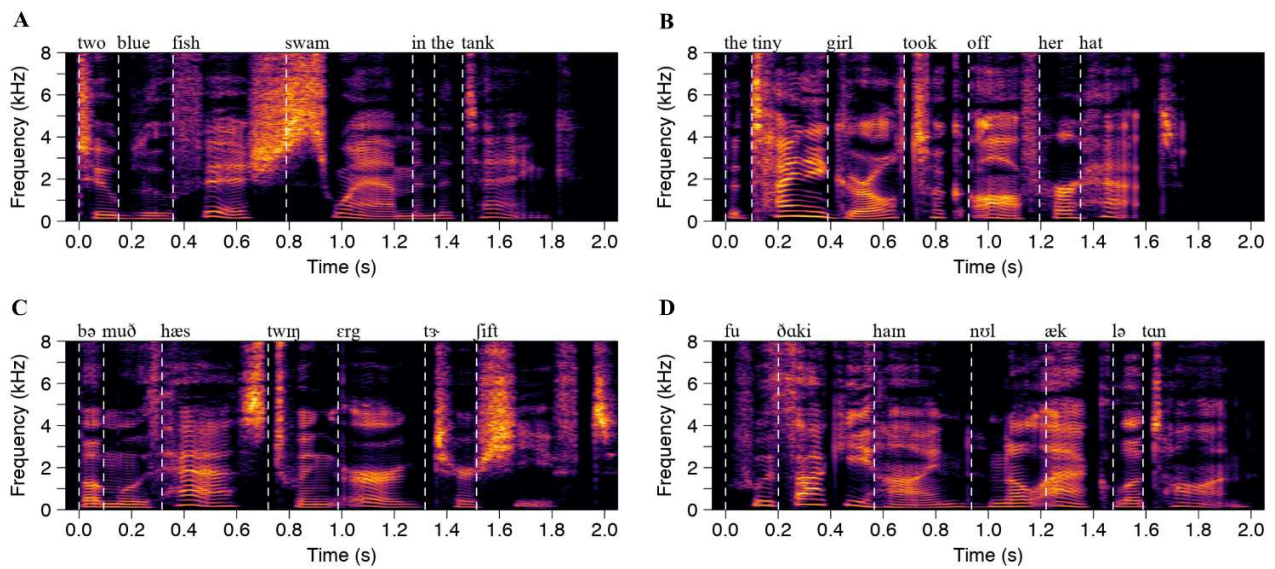 A
two blue fish swam in the tank
8
6
4
2
0
Frequency (kHz)
0.0 0.2 0.4 0.6 0.8 1.0 1.2 1.4 1.6 1.8 2.0
Time (s)
B
the tiny girl took off her hat
8
6
4
2
0
Frequency (kHz)
0.0 0.2 0.4 0.6 0.8 1.0 1.2 1.4 1.6 1.8 2.0
Time (s)
C
bə muð hæs twɪŋ ɛrg tɝ ʃift
8
6
4
2
0
Frequency (kHz)
0.0 0.2 0.4 0.6 0.8 1.0 1.2 1.4 1.6 1.8 2.0
Time (s)
D
fu ðɑki haɪn nʊl æk lə tɑn
8
6
4
2
0
Frequency (kHz)
0.0 0.2 0.4 0.6 0.8 1.0 1.2 1.4 1.6 1.8 2.0
Time (s)